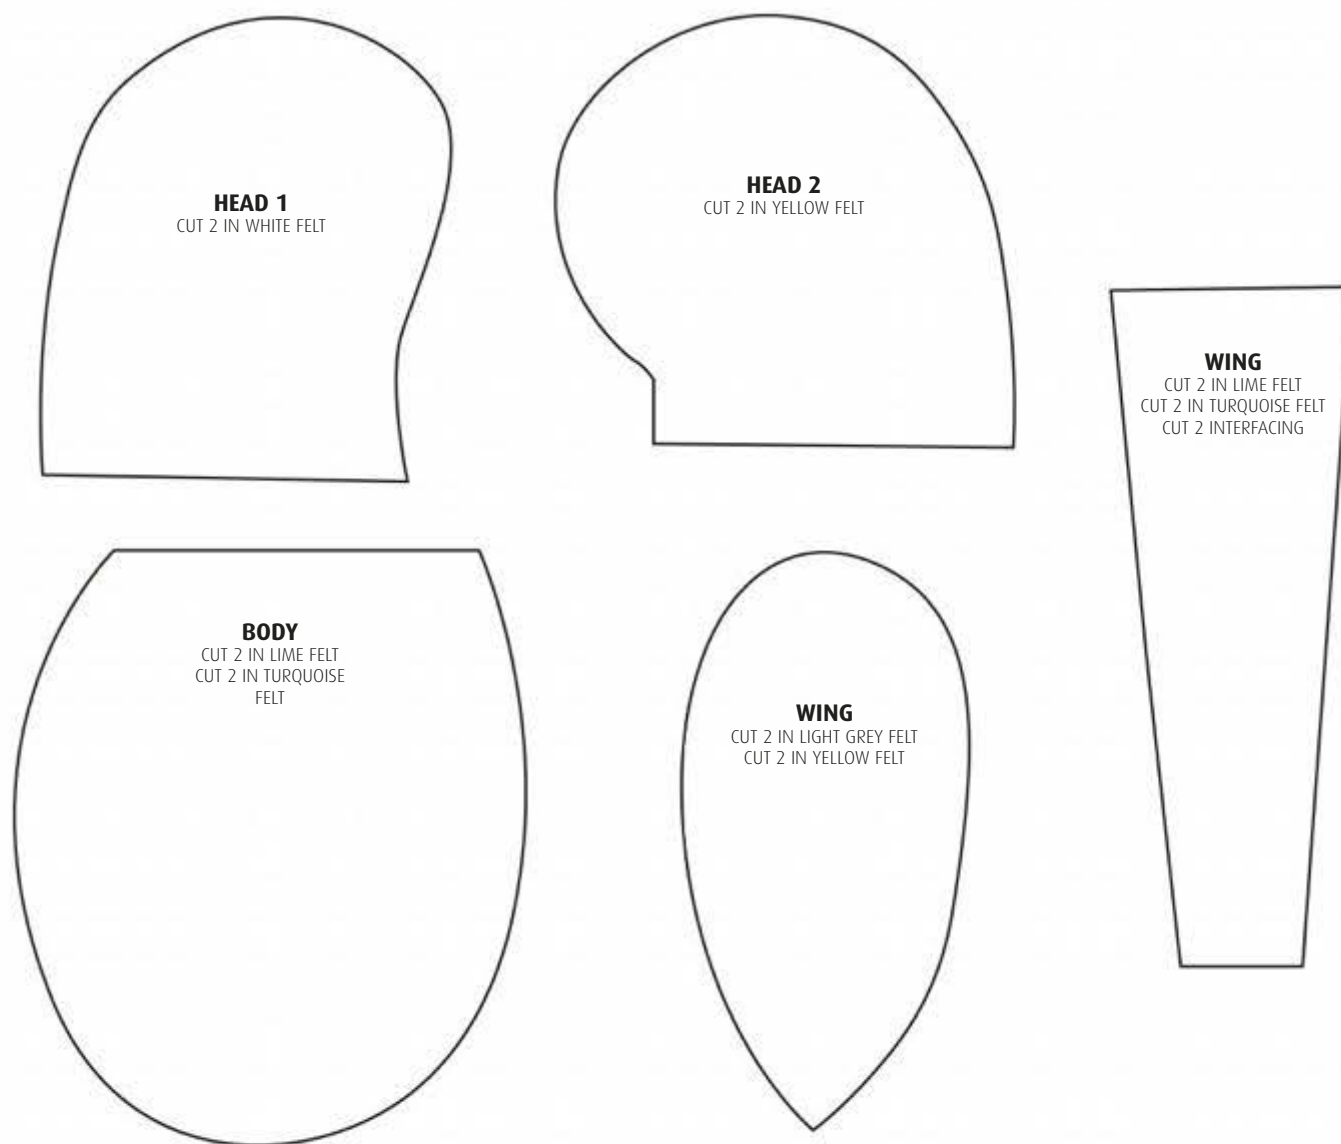 HEAD 1
CUT 2 IN WHITE FELT
HEAD 2
CUT 2 IN YELLOW FELT
WING
CUT 2 IN LIME FELT
CUT 2 IN TURQUOISE FELT
CUT 2 INTERFACING
BODY
CUT 2 IN LIME FELT
CUT 2 IN TURQUOISE
FELT
WING
CUT 2 IN LIGHT GREY FELT
CUT 2 IN YELLOW FELT